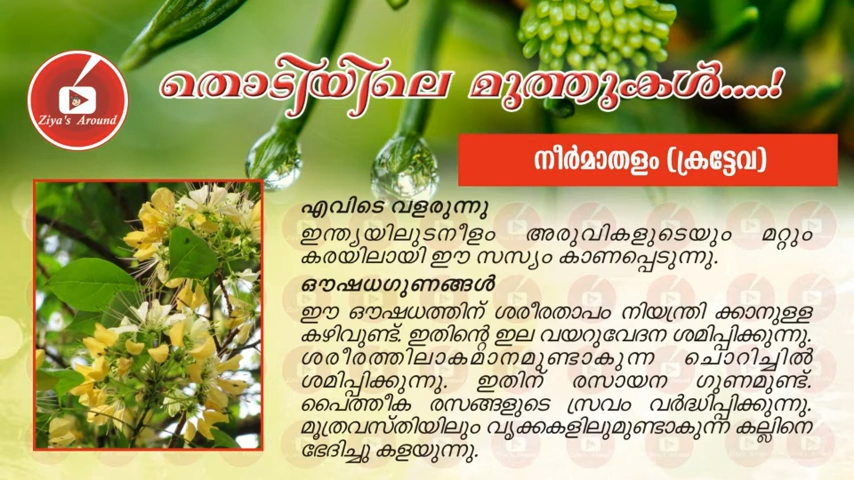 Ziya's Around
തൊടിയിലെ മുത്തുകൾ.....!
നീർമാതളം (ക്രട്ടേവ)
എവിടെ വളരുന്നു
ഇന്ത്യയിലുടനീളം അരുവികളുടെയും മറ്റും
കരയിലായി ഈ സസ്യം കാണപ്പെടുന്നു.
ഔഷധഗുണങ്ങൾ
ഈ ഔഷധത്തിന് ശരീരതാപം നിയന്ത്രി ക്കാനുള്ള
കഴിവുണ്ട്. ഇതിന്റെ ഇല വയറുവേദന ശമിപ്പിക്കുന്നു.
ശരീരത്തിലാകമാനമുണ്ടാകുന്ന ചൊറിച്ചിൽ
ശമിപ്പിക്കുന്നു. ഇതിന് രസായന ഗുണമുണ്ട്.
പൈത്തീക രസങ്ങളുടെ സ്രവം വർദ്ധിപ്പിക്കുന്നു.
മൂത്രവസ്തിയിലും വൃക്കകളിലുമുണ്ടാകുന്ന കല്ലിനെ
ഭേദിച്ചു കളയുന്നു.